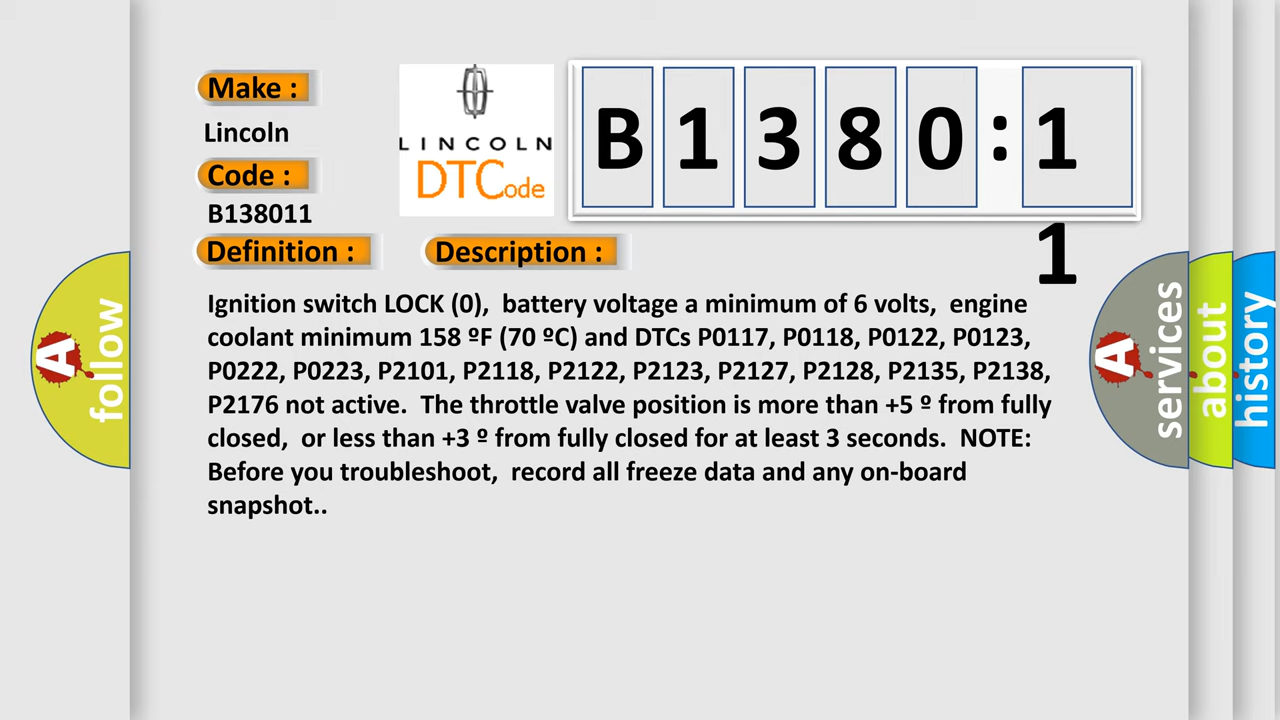 Make :
Lincoln
Code :
B138011
Definition :
Description :
LINCOLN
DTCode
B1380:1
1
Ignition switch LOCK (0),  battery voltage a minimum of 6 volts,  engine
coolant minimum 158 ºF (70 ºC) and DTCs P0117, P0118, P0122, P0123,
P0222, P0223, P2101, P2118, P2122, P2123, P2127, P2128, P2135, P2138,
P2176 not active.  The throttle valve position is more than +5 º from fully
closed,  or less than +3 º from fully closed for at least 3 seconds.  NOTE:
Before you troubleshoot,  record all freeze data and any on-board
snapshot..
A follow
A services
about
history